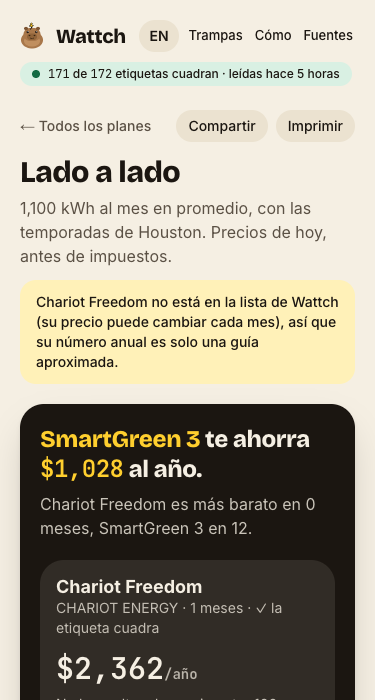 Wattch EN Trampas Cómo Fuentes
171 de 172 etiquetas cuadran · leídas hace 5 horas
← Todos los planes Compartir Imprimir
Lado a lado
1,100 kWh al mes en promedio, con las
temporadas de Houston. Precios de hoy,
antes de impuestos.
Chariot Freedom no está en la lista de Wattch
(su precio puede cambiar cada mes), así que
su número anual es solo una guía
aproximada.
SmartGreen 3 te ahorra
$1,028 al año.
Chariot Freedom es más barato en 0
meses, SmartGreen 3 en 12.
Chariot Freedom
CHARIOT ENERGY · 1 meses · ✓ la
etiqueta cuadra
$2,362/año